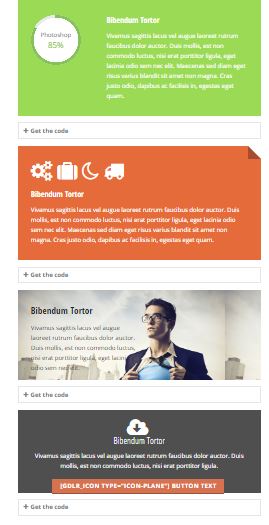 Photoshop
85%
Bibendum Tortor
Vivamus sagittis lacus vel augue laoreet rutrum
faucibus dolor auctor. Duis mollis, est non
commodo luctus, nisi erat porttitor ligula, eget
lacinia odio sem nec elit. Maecenas sed diam eget
risus varius blandit sit amet non magna. Cras
justo odio, dapibus ac facilisis in, egestas eget
quam.
+ Get the code
Bibendum Tortor
Vivamus sagittis lacus vel augue laoreet rutrum faucibus dolor auctor. Duis
mollis, est non commodo luctus, nisi erat porttitor ligula, eget lacinia odio
sem nec elit. Maecenas sed diam eget risus varius blandit sit amet non
magna. Cras justo odio, dapibus ac facilisis in, egestas eget quam.
+ Get the code
Bibendum Tortor
Vivamus sagittis lacus vel augue
laoreet rutrum faucibus dolor auctor.
Duis mollis, est non commodo luctus,
nisi erat porttitor ligula, eget lacinia
odio sem nec elit.
+ Get the code
Bibendum Tortor
Vivamus sagittis lacus vel augue laoreet rutrum faucibus dolor auctor. Duis
mollis, est non commodo luctus, nisi erat porttitor ligula.
[GDLR_ICON TYPE="ICON-PLANE"] BUTTON TEXT
+ Get the code